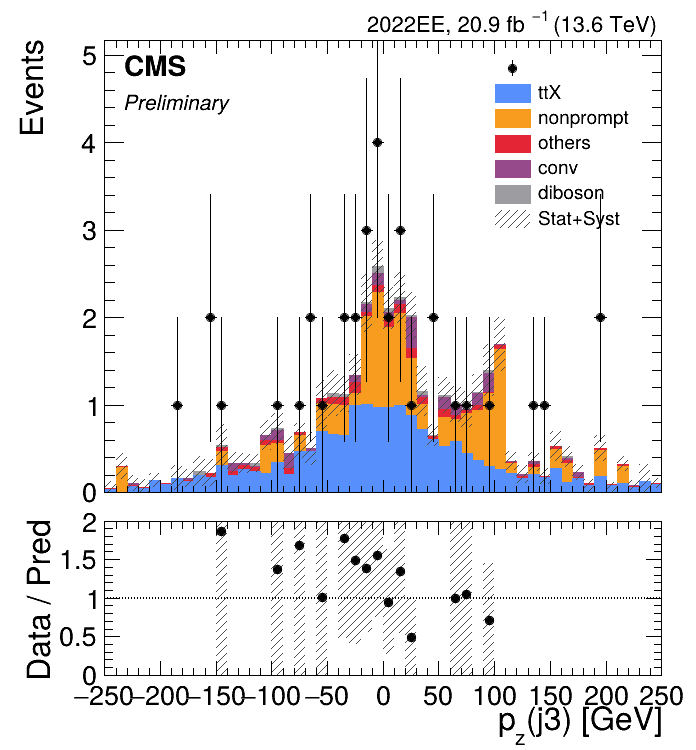 2022EE, 20.9 fb⁻¹ (13.6 TeV)
CMS
Preliminary
ttX
nonprompt
others
conv
diboson
Stat+Syst
Events
5
4
3
2
1
0
Data / Pred
2
1.5
1
0.5
0
−250 −200 −150 −100 −50 0 50 100 150 200 250
p_z(j3) [GeV]